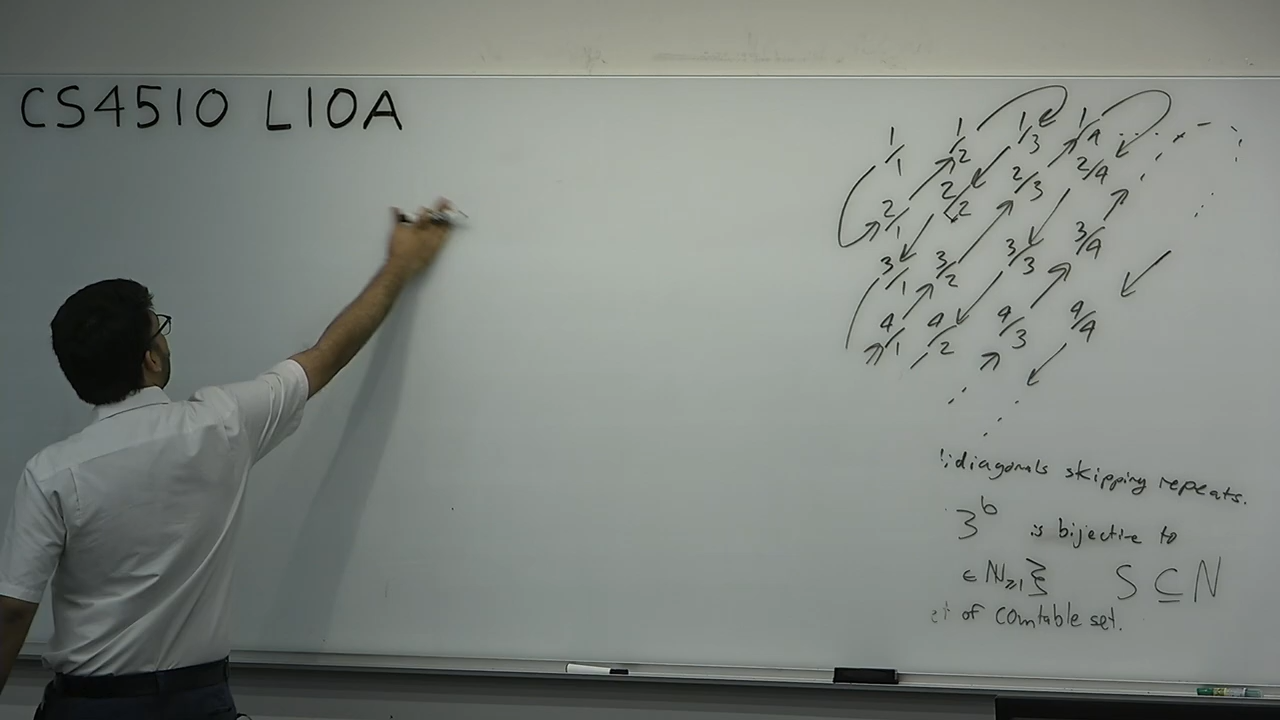 CS4510 L10A
1/1 1/2 1/3 1/4 ...
2/1 2/2 2/3 2/4
3/1 3/2 3/3 3/4
4/1 4/2 4/3 4/4
diagonals skipping repeats.
3^b is bijective to
∈ N≥1} S ⊆ N
of countable set.